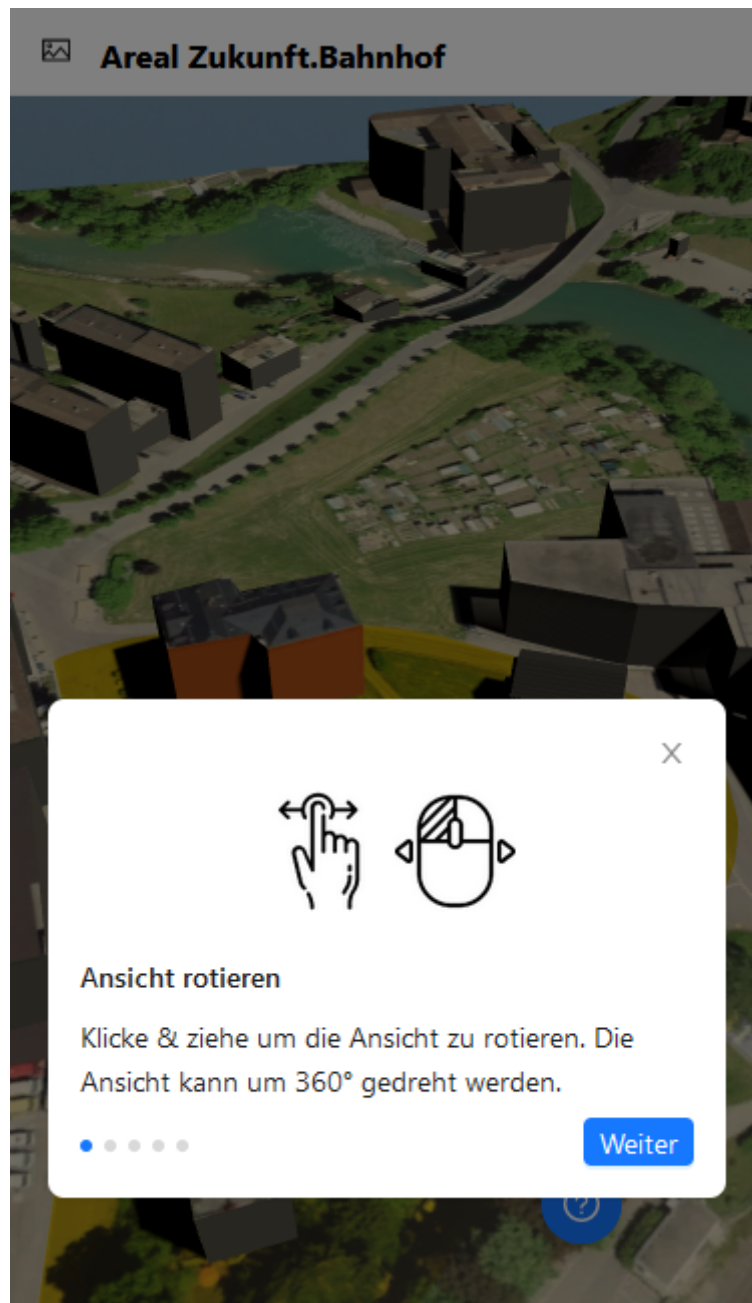 Areal Zukunft.Bahnhof
Ansicht rotieren
Klicke & ziehe um die Ansicht zu rotieren. Die
Ansicht kann um 360° gedreht werden.
Weiter
?